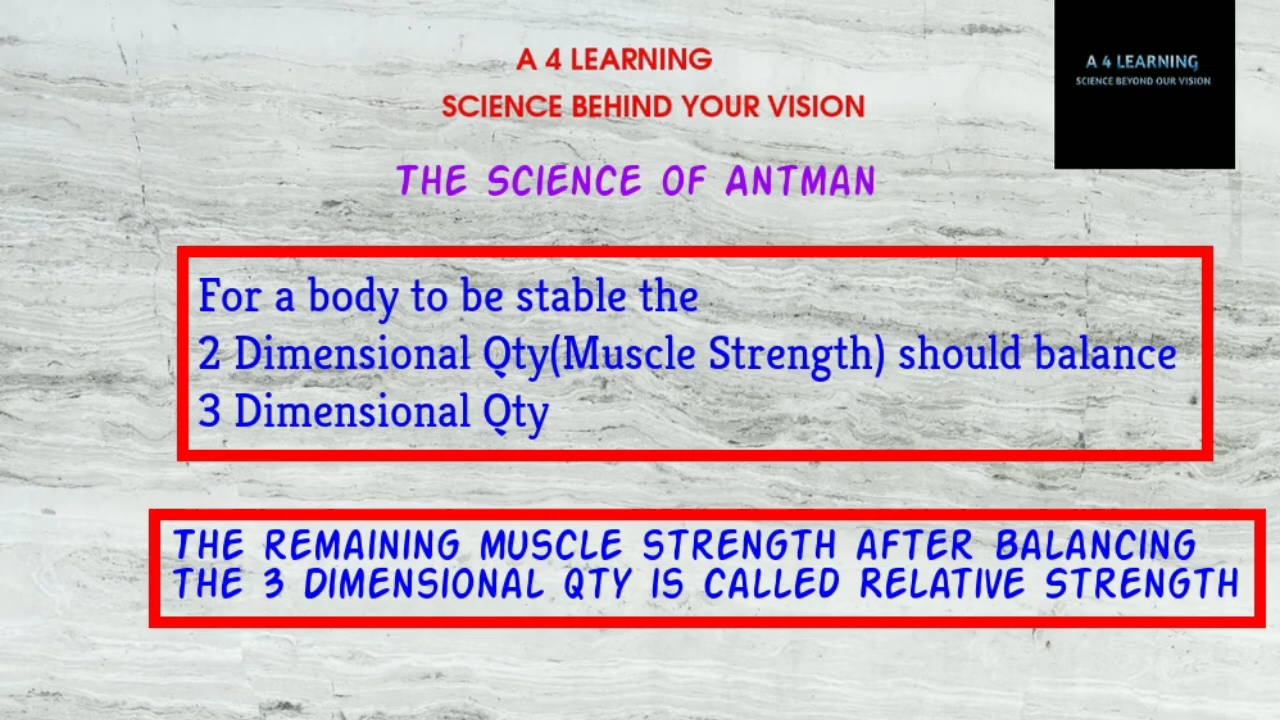 A 4 LEARNING
SCIENCE BEHIND YOUR VISION
A 4 LEARNING
SCIENCE BEYOND OUR VISION
THE SCIENCE OF ANTMAN
For a body to be stable the
2 Dimensional Qty(Muscle Strength) should balance
3 Dimensional Qty
THE REMAINING MUSCLE STRENGTH AFTER BALANCING
THE 3 DIMENSIONAL QTY IS CALLED RELATIVE STRENGTH